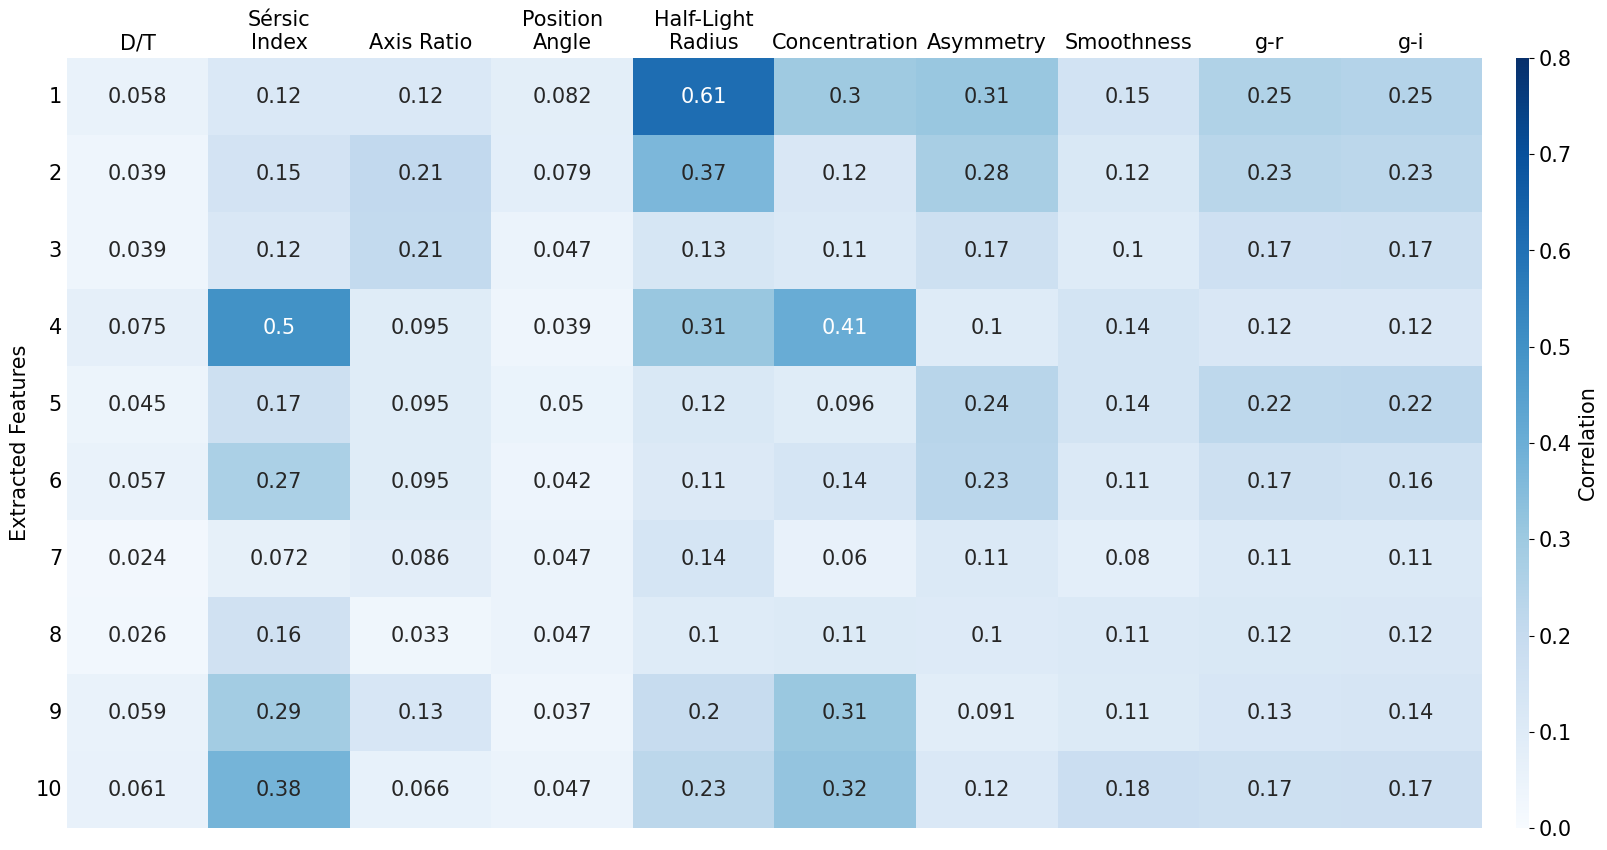 Sérsic Position Half-Light
D/T Index Axis Ratio Angle Radius Concentration Asymmetry Smoothness g-r g-i
1 0.058 0.12 0.12 0.082 0.61 0.3 0.31 0.15 0.25 0.25
2 0.039 0.15 0.21 0.079 0.37 0.12 0.28 0.12 0.23 0.23
3 0.039 0.12 0.21 0.047 0.13 0.11 0.17 0.1 0.17 0.17
4 0.075 0.5 0.095 0.039 0.31 0.41 0.1 0.14 0.12 0.12
5 0.045 0.17 0.095 0.05 0.12 0.096 0.24 0.14 0.22 0.22
6 0.057 0.27 0.095 0.042 0.11 0.14 0.23 0.11 0.17 0.16
7 0.024 0.072 0.086 0.047 0.14 0.06 0.11 0.08 0.11 0.11
8 0.026 0.16 0.033 0.047 0.1 0.11 0.1 0.11 0.12 0.12
9 0.059 0.29 0.13 0.037 0.2 0.31 0.091 0.11 0.13 0.14
10 0.061 0.38 0.066 0.047 0.23 0.32 0.12 0.18 0.17 0.17
Extracted Features
0.8
0.7
0.6
0.5
0.4
0.3
0.2
0.1
0.0
Correlation